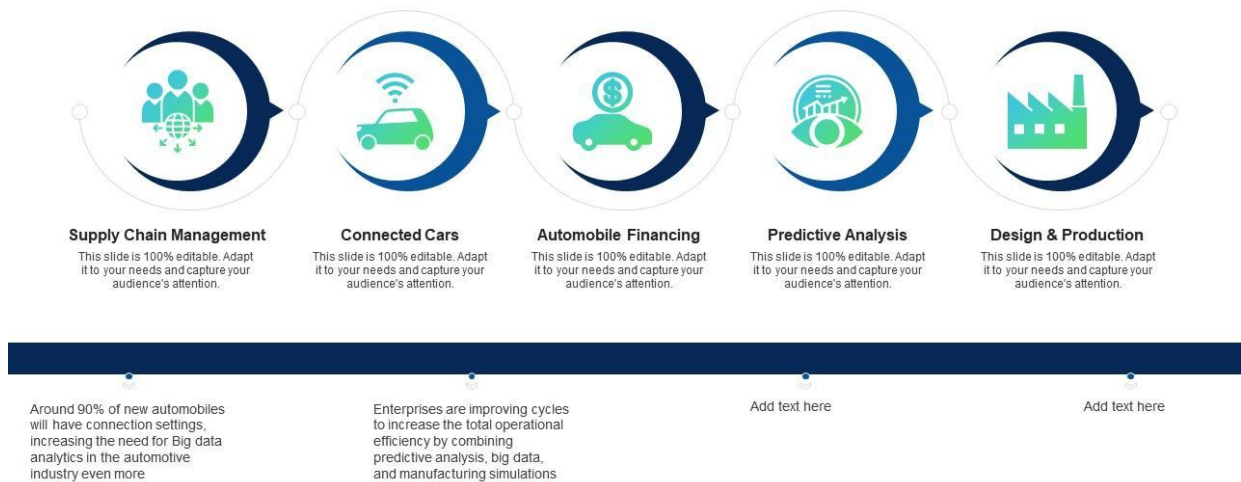 Supply Chain Management
This slide is 100% editable. Adapt
it to your needs and capture your
audience's attention.
Connected Cars
This slide is 100% editable. Adapt
it to your needs and capture your
audience's attention.
Automobile Financing
This slide is 100% editable. Adapt
it to your needs and capture your
audience's attention.
Predictive Analysis
This slide is 100% editable. Adapt
it to your needs and capture your
audience's attention.
Design & Production
This slide is 100% editable. Adapt
it to your needs and capture your
audience's attention.
Around 90% of new automobiles
will have connection settings,
increasing the need for Big data
analytics in the automotive
industry even more
Enterprises are improving cycles
to increase the total operational
efficiency by combining
predictive analysis, big data,
and manufacturing simulations
Add text here
Add text here